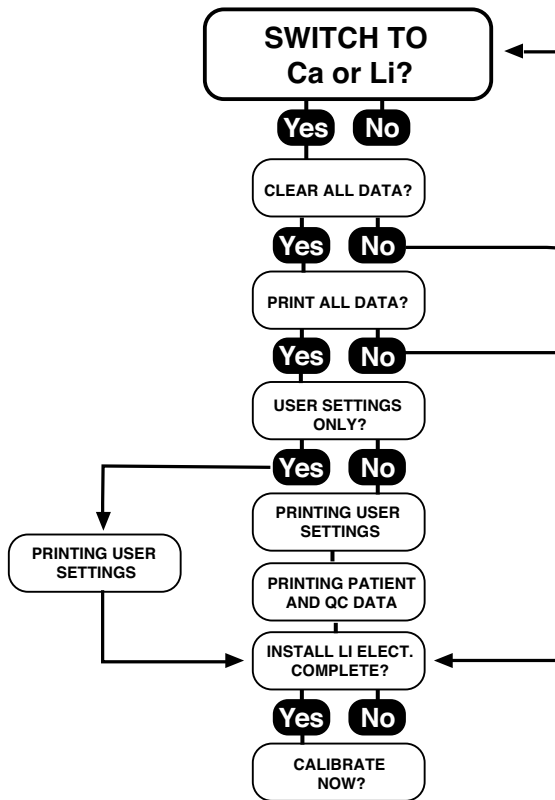 SWITCH TO
Ca or Li?
Yes No
CLEAR ALL DATA?
Yes No
PRINT ALL DATA?
Yes No
USER SETTINGS
ONLY?
Yes No
PRINTING USER
SETTINGS
PRINTING USER
SETTINGS
PRINTING PATIENT
AND QC DATA
INSTALL LI ELECT.
COMPLETE?
Yes No
CALIBRATE
NOW?